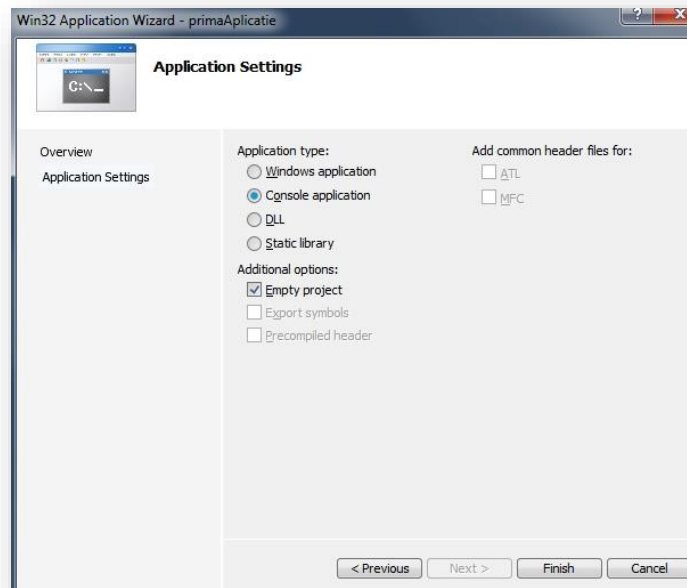 Win32 Application Wizard - primaAplicatie
C:\_
Application Settings
Overview
Application Settings
Application type:
Windows application
Console application
DLL
Static library
Additional options:
Empty project
Export symbols
Precompiled header
Add common header files for:
ATL
MFC
< Previous
Next >
Finish
Cancel